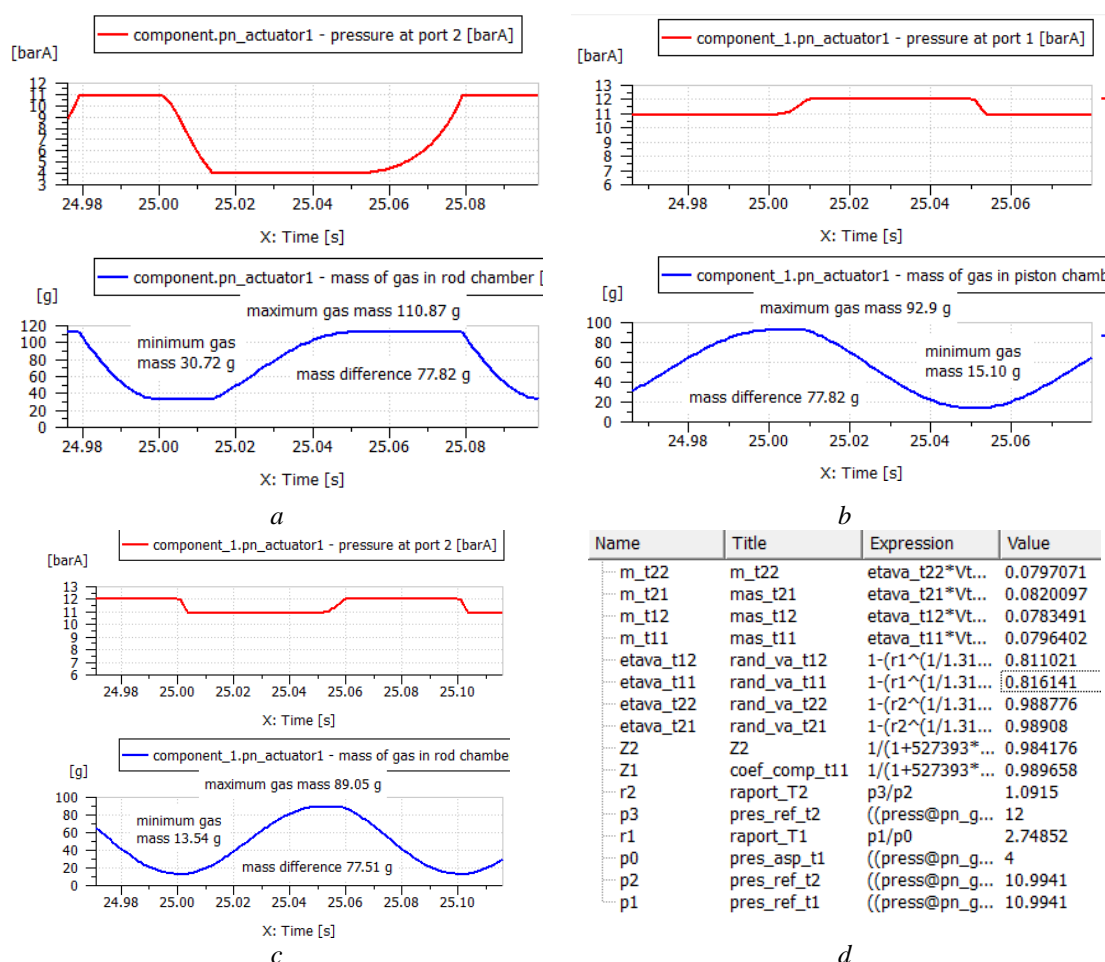 component.pn_actuator1 - pressure at port 2 [barA]
[barA]
12
11
10
9
8
7
6
5
4
3
24.98 25.00 25.02 25.04 25.06 25.08
X: Time [s]
component.pn_actuator1 - mass of gas in rod chamber [
[g]
maximum gas mass 110.87 g
minimum gas
mass 30.72 g
mass difference 77.82 g
120
100
80
60
40
20
0
24.98 25.00 25.02 25.04 25.06 25.08
X: Time [s]
a
component_1.pn_actuator1 - pressure at port 1 [barA]
[barA]
13
12
11
10
9
8
7
6
24.98 25.00 25.02 25.04 25.06
X: Time [s]
component_1.pn_actuator1 - mass of gas in piston chamb
[g]
maximum gas mass 92.9 g
minimum gas
mass 15.10 g
mass difference 77.82 g
100
80
60
40
20
0
24.98 25.00 25.02 25.04 25.06
X: Time [s]
b
component_1.pn_actuator1 - pressure at port 2 [barA]
[barA]
13
12
11
10
9
8
7
6
24.98 25.00 25.02 25.04 25.06 25.08 25.10
X: Time [s]
component_1.pn_actuator1 - mass of gas in rod chambe
[g]
maximum gas mass 89.05 g
minimum gas
mass 13.54 g
mass difference 77.51 g
100
80
60
40
20
0
24.98 25.00 25.02 25.04 25.06 25.08 25.10
X: Time [s]
c
Name Title Expression Value
m_t22 m_t22 etava_t22*Vt... 0.0797071
m_t21 mas_t21 etava_t21*Vt... 0.0820097
m_t12 mas_t12 etava_t12*Vt... 0.0783491
m_t11 mas_t11 etava_t11*Vt... 0.0796402
etava_t12 rand_va_t12 1-(r1^(1/1.31... 0.811021
etava_t11 rand_va_t11 1-(r1^(1/1.31... 0.816141
etava_t22 rand_va_t22 1-(r2^(1/1.31... 0.988776
etava_t21 rand_va_t21 1-(r2^(1/1.31... 0.98908
Z2 Z2 1/(1+527393*... 0.984176
Z1 coef_comp_t11 1/(1+527393*... 0.989658
r2 raport_T2 p3/p2 1.0915
p3 pres_ref_t2 ((press@pn_g... 12
r1 raport_T1 p1/p0 2.74852
p0 pres_asp_t1 ((press@pn_g... 4
p2 pres_ref_t2 ((press@pn_g... 10.9941
p1 pres_ref_t1 ((press@pn_g... 10.9941
d